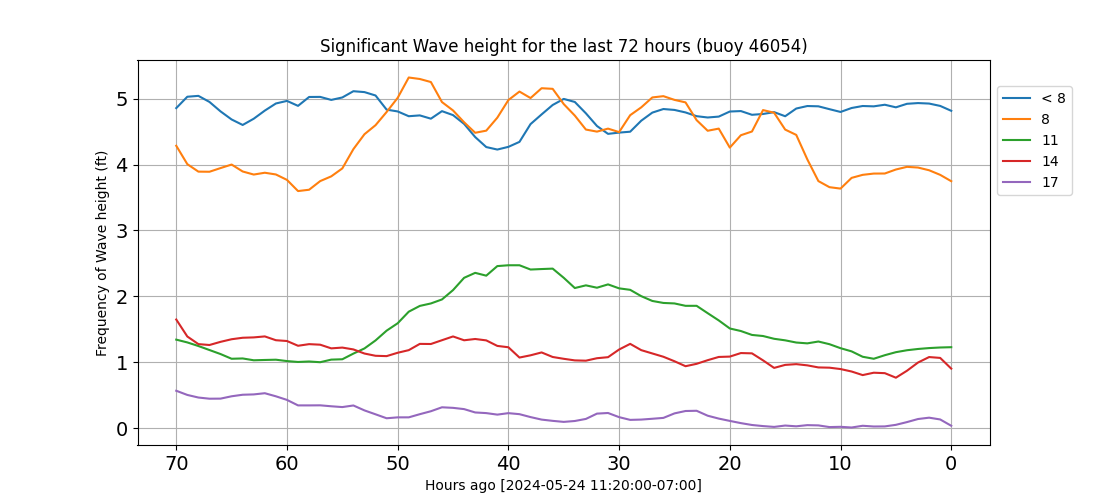 Significant Wave height for the last 72 hours (buoy 46054)
Frequency of Wave height (ft)
5
4
3
2
1
0
70 60 50 40 30 20 10 0
Hours ago [2024-05-24 11:20:00-07:00]
< 8
8
11
14
17